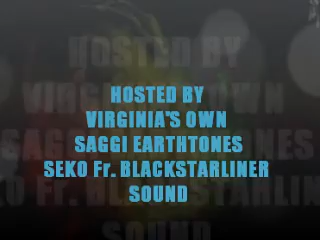 HOSTED BY
VIRGINIA'S OWN
SAGGI EARTHTONES
SEKO Fr. BLACKSTARLINER
SOUND